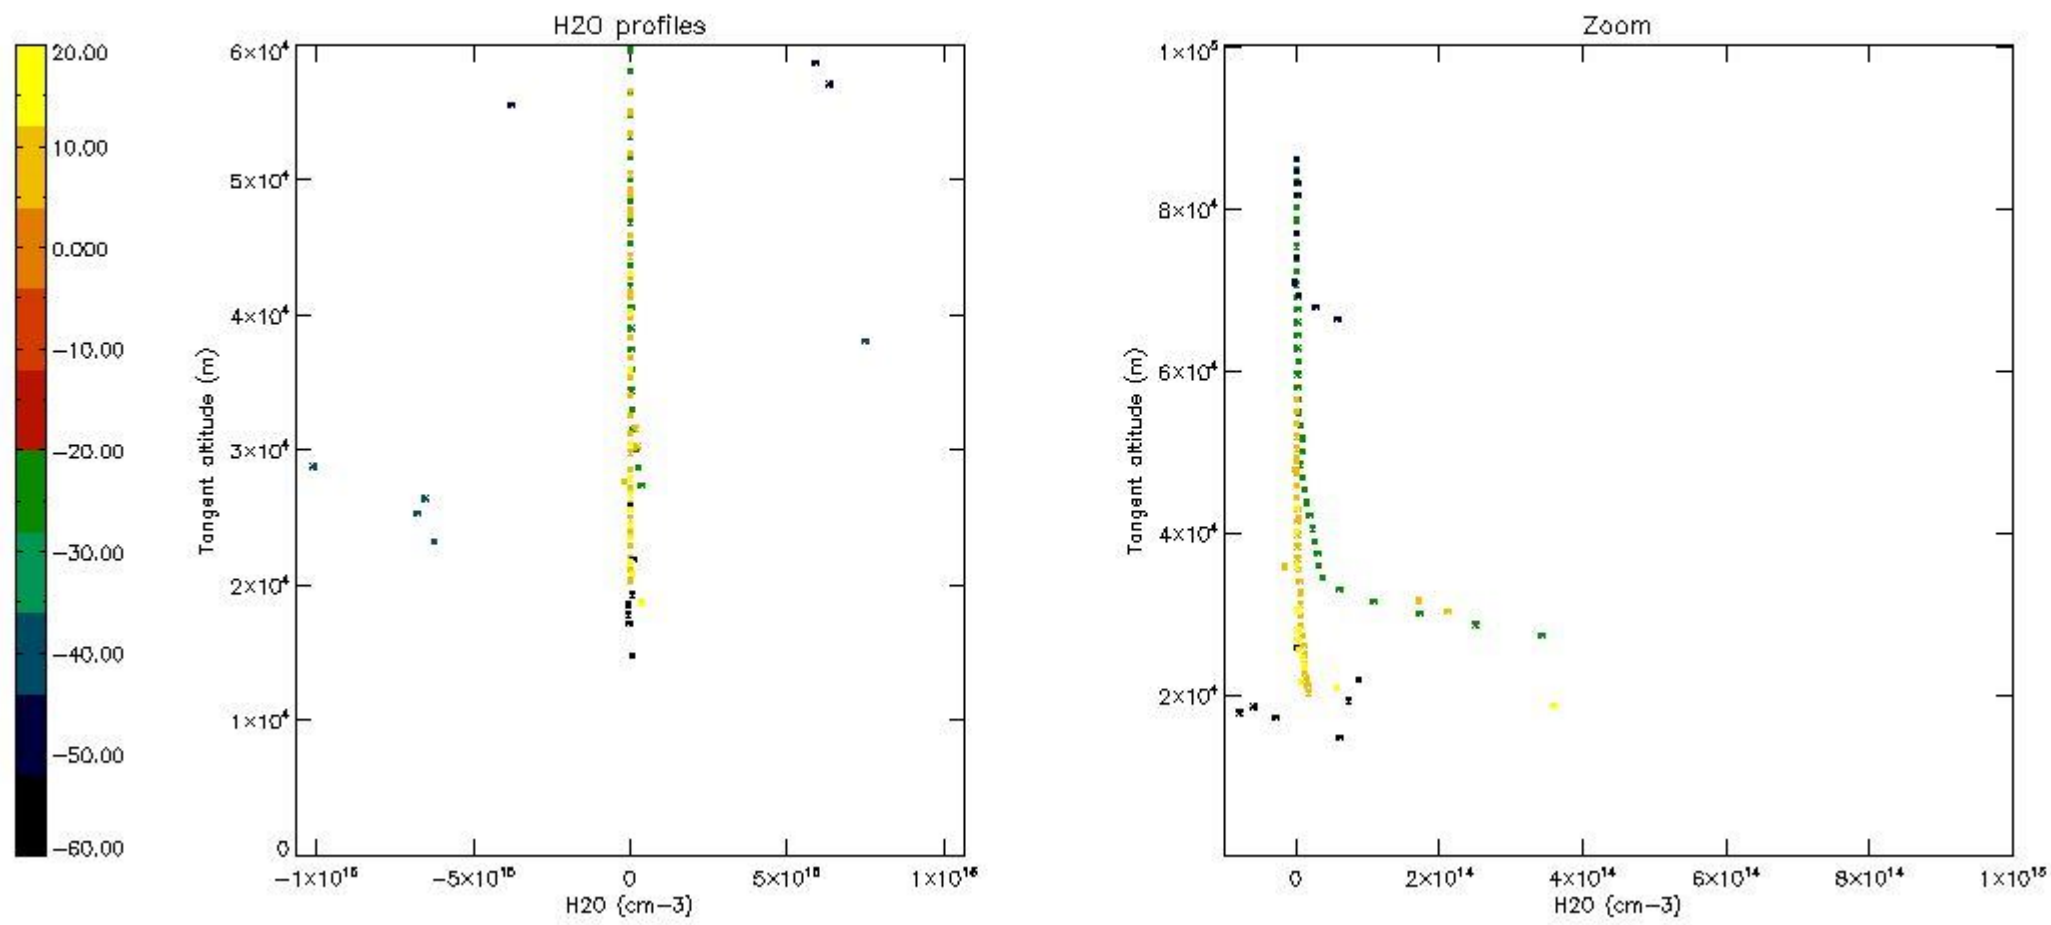 20.00
10.00
0.000
−10.00
−20.00
−30.00
−40.00
−50.00
−60.00
H2O profiles
6×10⁴
5×10⁴
4×10⁴
3×10⁴
2×10⁴
1×10⁴
0
Tangent altitude (m)
−1×10¹⁶ −5×10¹⁵ 0 5×10¹⁵ 1×10¹⁶
H2O (cm−3)
Zoom
1×10⁵
8×10⁴
6×10⁴
4×10⁴
2×10⁴
Tangent altitude (m)
0 2×10¹⁴ 4×10¹⁴ 6×10¹⁴ 8×10¹⁴ 1×10¹⁵
H2O (cm−3)